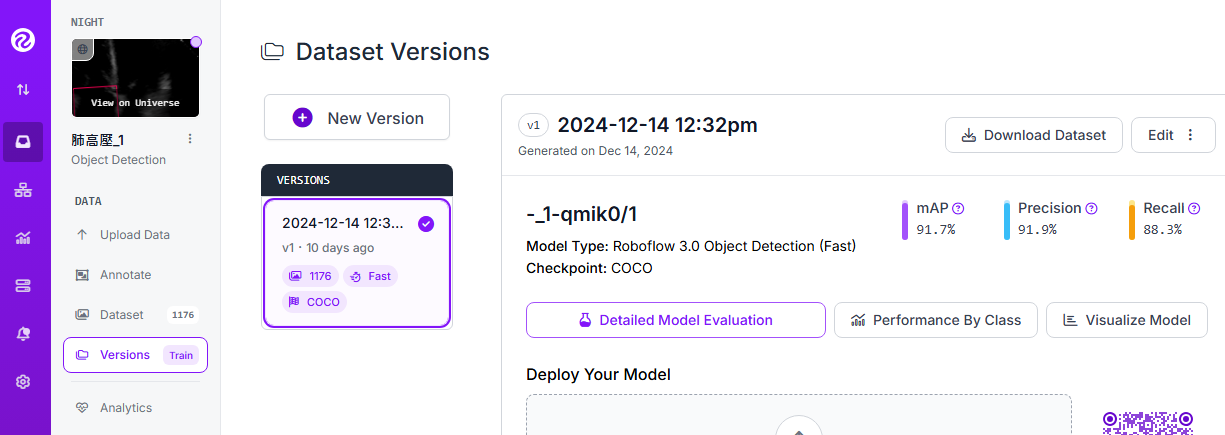 NIGHT
View on Universe
肺高壓_1
Object Detection
DATA
Upload Data
Annotate
Dataset 1176
Versions Train
Analytics
Dataset Versions
New Version
VERSIONS
2024-12-14 12:3...
v1 · 10 days ago
1176 Fast
COCO
v1 2024-12-14 12:32pm
Generated on Dec 14, 2024
Download Dataset
Edit
-_1-qmik0/1
Model Type: Roboflow 3.0 Object Detection (Fast)
Checkpoint: COCO
mAP
91.7%
Precision
91.9%
Recall
88.3%
Detailed Model Evaluation
Performance By Class
Visualize Model
Deploy Your Model